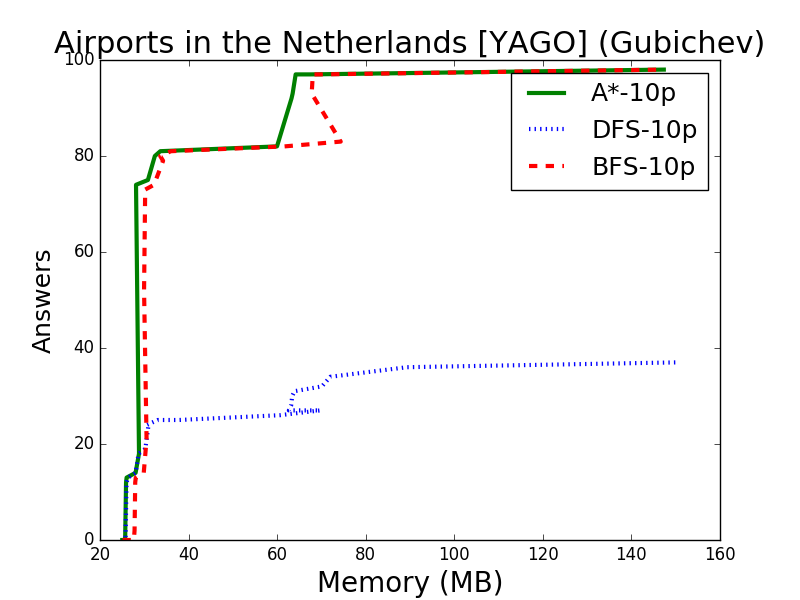 Airports in the Netherlands [YAGO] (Gubichev)
100
80
60
40
20
0
Answers
A*-10p
DFS-10p
BFS-10p
20 40 60 80 100 120 140 160
Memory (MB)